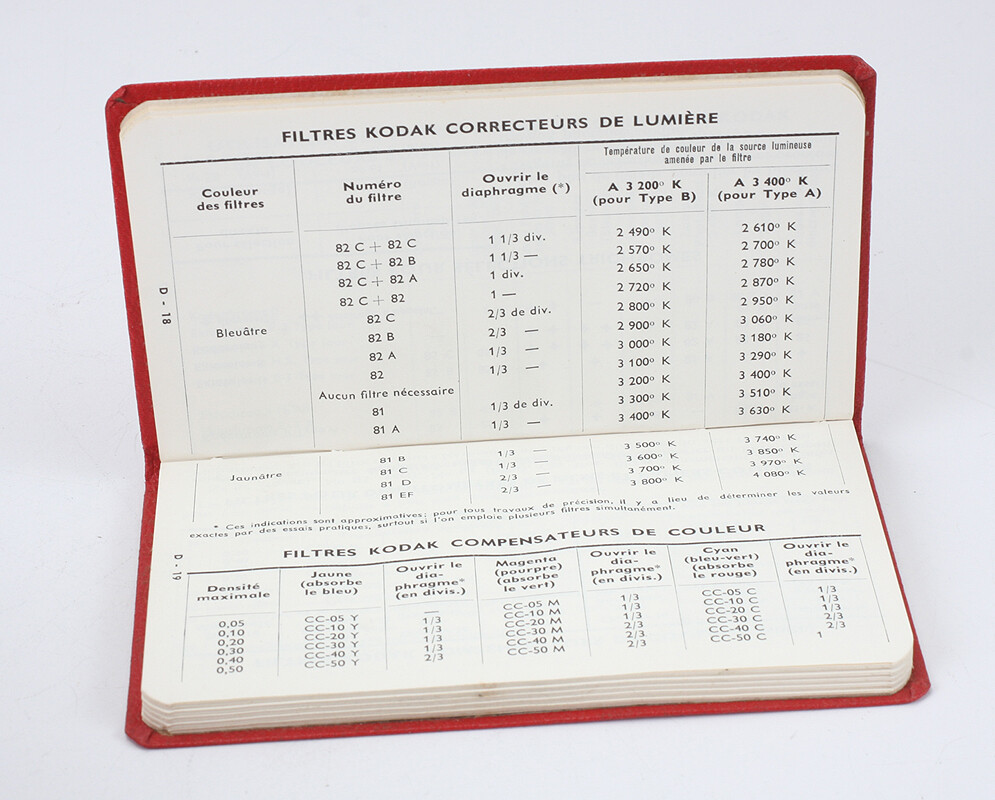 FILTRES KODAK CORRECTEURS DE LUMIÈRE
Couleur des filtres | Numéro du filtre | Ouvrir le diaphragme (*) | Température de couleur de la source lumineuse amenée par le filtre
A 3 200° K (pour Type B) | A 3 400° K (pour Type A)
82 C + 82 C | 1 1/3 div. | 2 490° K | 2 610° K
82 C + 82 B | 1 1/3 — | 2 570° K | 2 700° K
82 C + 82 A | 1 div. | 2 650° K | 2 780° K
82 C + 82 | 1 — | 2 720° K | 2 870° K
Bleuâtre | 82 C | 2/3 de div. | 2 800° K | 2 950° K
82 B | 2/3 — | 2 900° K | 3 060° K
82 A | 1/3 — | 3 000° K | 3 180° K
82 | 1/3 — | 3 100° K | 3 290° K
Aucun filtre nécessaire | 3 200° K | 3 400° K
81 | 1/3 de div. | 3 300° K | 3 510° K
81 A | 1/3 — | 3 400° K | 3 630° K
D - 18
Jaunâtre | 81 B | 1/3 — | 3 500° K | 3 740° K
81 C | 1/3 — | 3 600° K | 3 850° K
81 D | 2/3 — | 3 700° K | 3 970° K
81 EF | 2/3 — | 3 800° K | 4 080° K
* Ces indications sont approximatives; pour tous travaux de précision, il y a lieu de déterminer les valeurs
exactes par des essais pratiques, surtout si l'on emploie plusieurs filtres simultanément.
FILTRES KODAK COMPENSATEURS DE COULEUR
Densité maximale | Jaune (absorbe le bleu) | Ouvrir le dia-phragme* (en divis.) | Magenta (pourpre) (absorbe le vert) | Ouvrir le dia-phragme* (en divis.) | Cyan (bleu-vert) (absorbe le rouge) | Ouvrir le dia-phragme* (en divis.)
0,05 | CC-05 Y | — | CC-05 M | 1/3 | CC-05 C | 1/3
0,10 | CC-10 Y | 1/3 | CC-10 M | 1/3 | CC-10 C | 1/3
0,20 | CC-20 Y | 1/3 | CC-20 M | 1/3 | CC-20 C | 1/3
0,30 | CC-30 Y | 1/3 | CC-30 M | 2/3 | CC-30 C | 2/3
0,40 | CC-40 Y | 1/3 | CC-40 M | 2/3 | CC-40 C | 2/3
0,50 | CC-50 Y | 2/3 | CC-50 M | 2/3 | CC-50 C | 1
D - 19